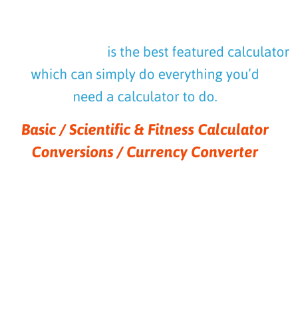 is the best featured calculator
which can simply do everything you'd
need a calculator to do.
Basic / Scientific & Fitness Calculator
Conversions / Currency Converter